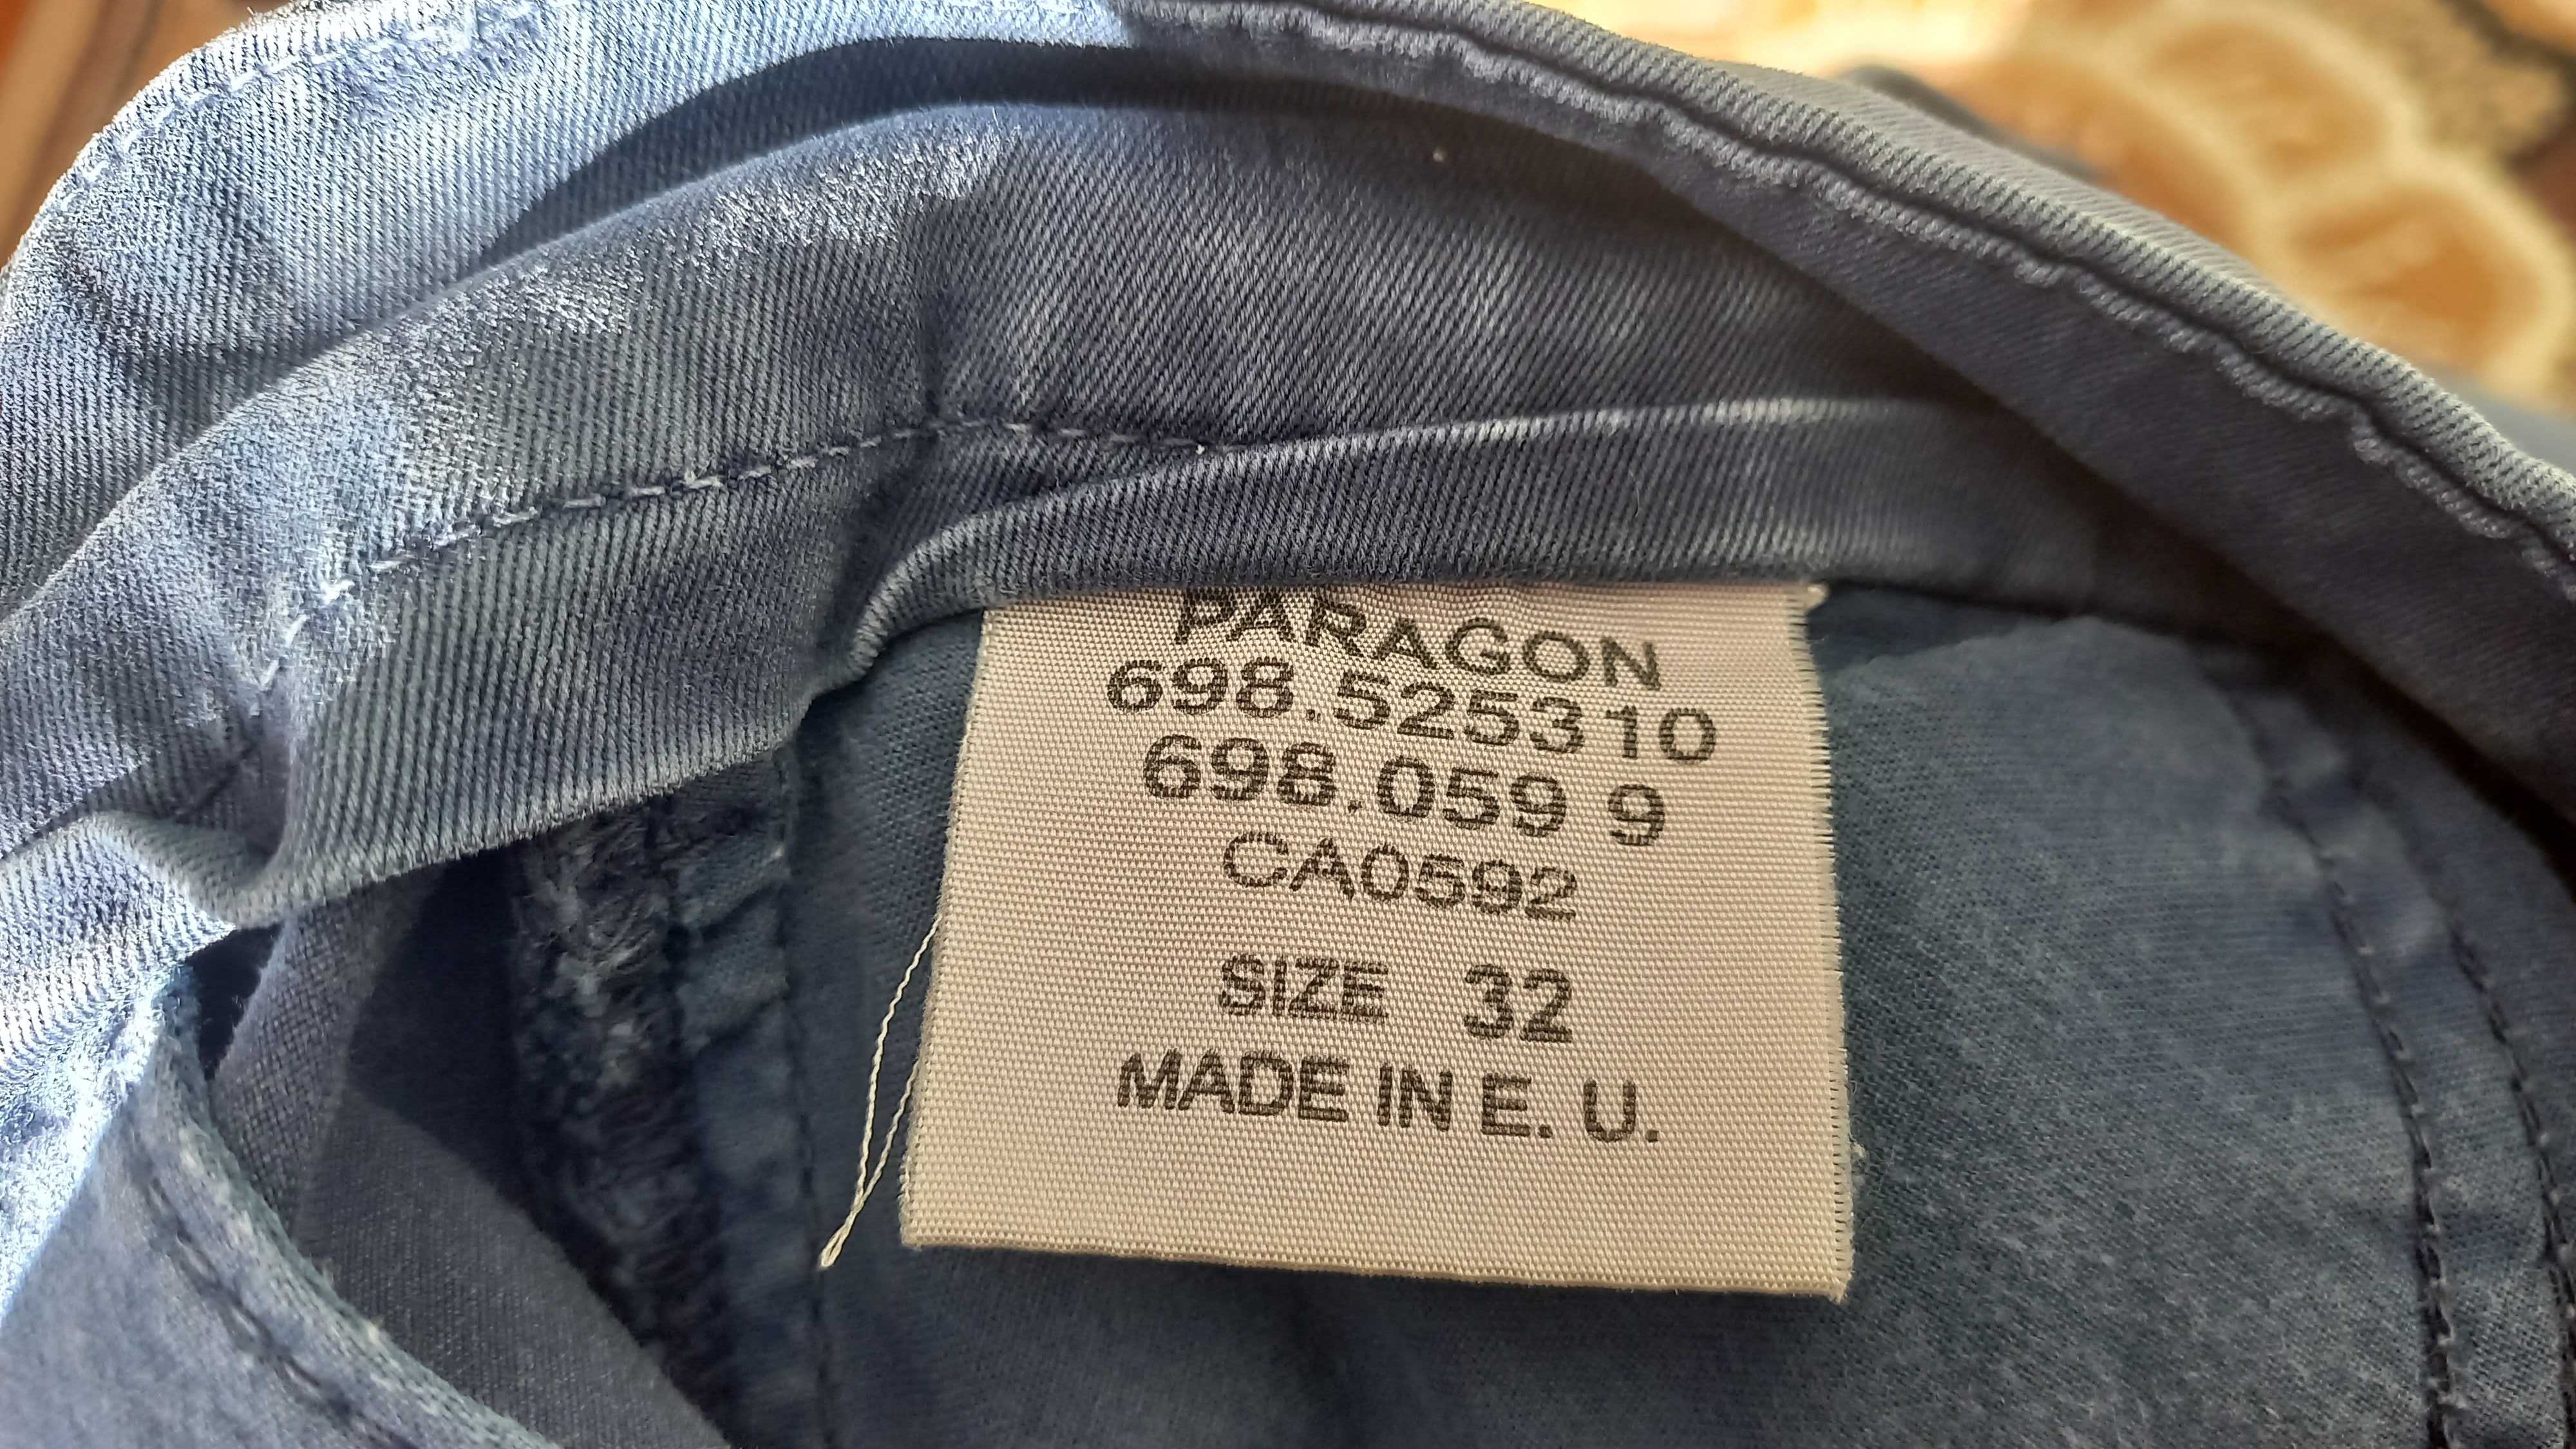 PARAGON
698.525310
698.059 9
CA0592
SIZE 32
MADE IN E. U.